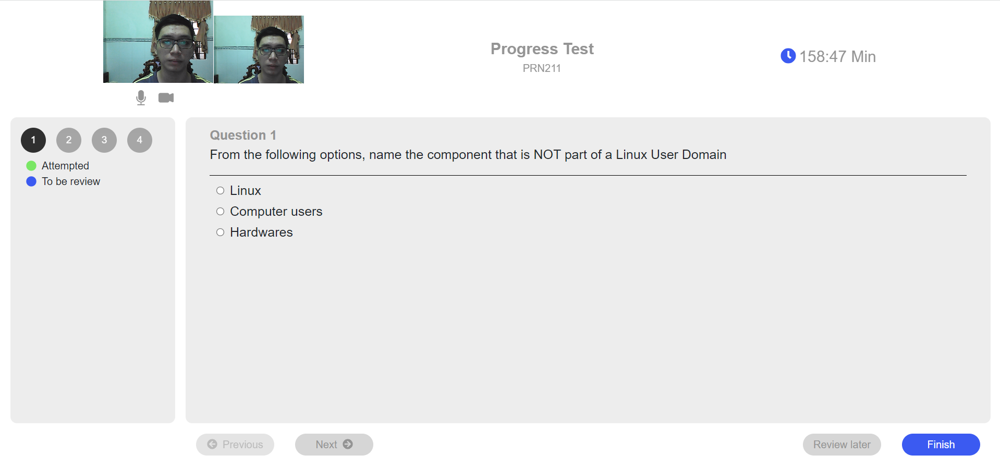 Progress Test
PRN211
158:47 Min
1 2 3 4
Attempted
To be review
Question 1
From the following options, name the component that is NOT part of a Linux User Domain
Linux
Computer users
Hardwares
Previous
Next
Review later
Finish